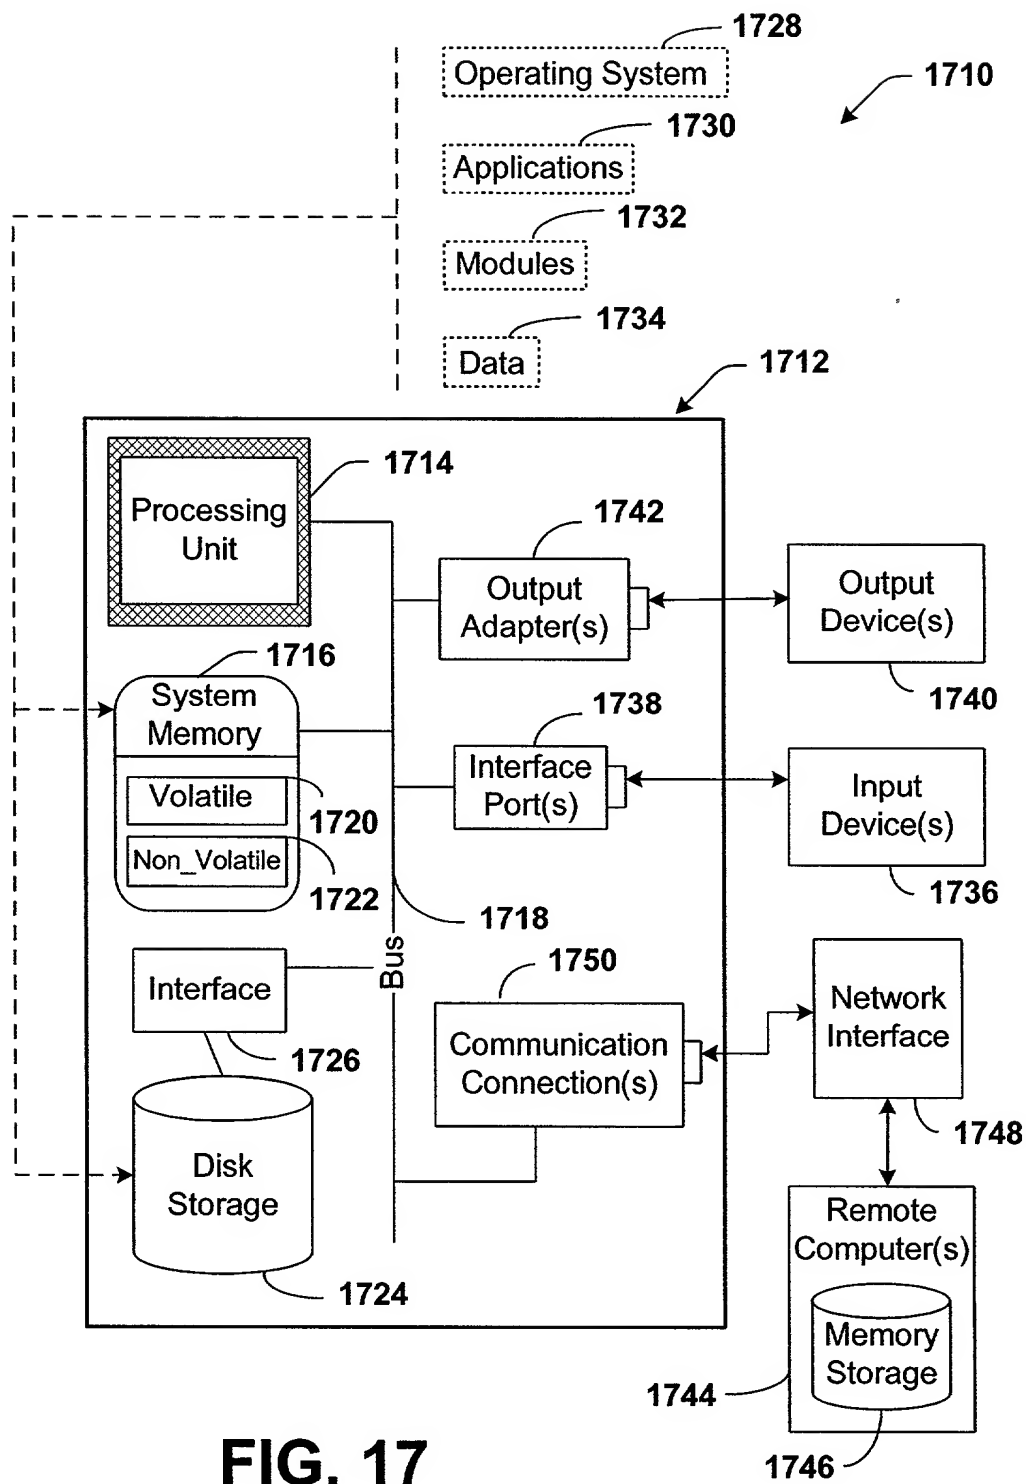 1728
Operating System
1710
1730
Applications
1732
Modules
1734
Data
1712
1714
Processing
Unit
1742
Output
Adapter(s)
Output
Device(s)
1740
1716
System
Memory
1738
Interface
Port(s)
Input
Device(s)
1736
Volatile
1720
Non_Volatile
1722
1718
Bus
1750
Interface
1726
Communication
Connection(s)
Network
Interface
1748
Disk
Storage
1724
Remote
Computer(s)
Memory
Storage
1744
1746
FIG. 17